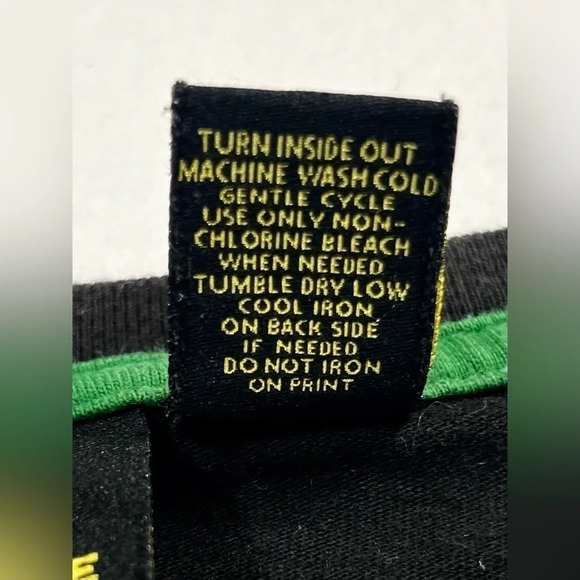 TURN INSIDE OUT
MACHINE WASH COLD
GENTLE CYCLE
USE ONLY NON-
CHLORINE BLEACH
WHEN NEEDED
TUMBLE DRY LOW
COOL IRON
ON BACK SIDE
IF NEEDED
DO NOT IRON
ON PRINT